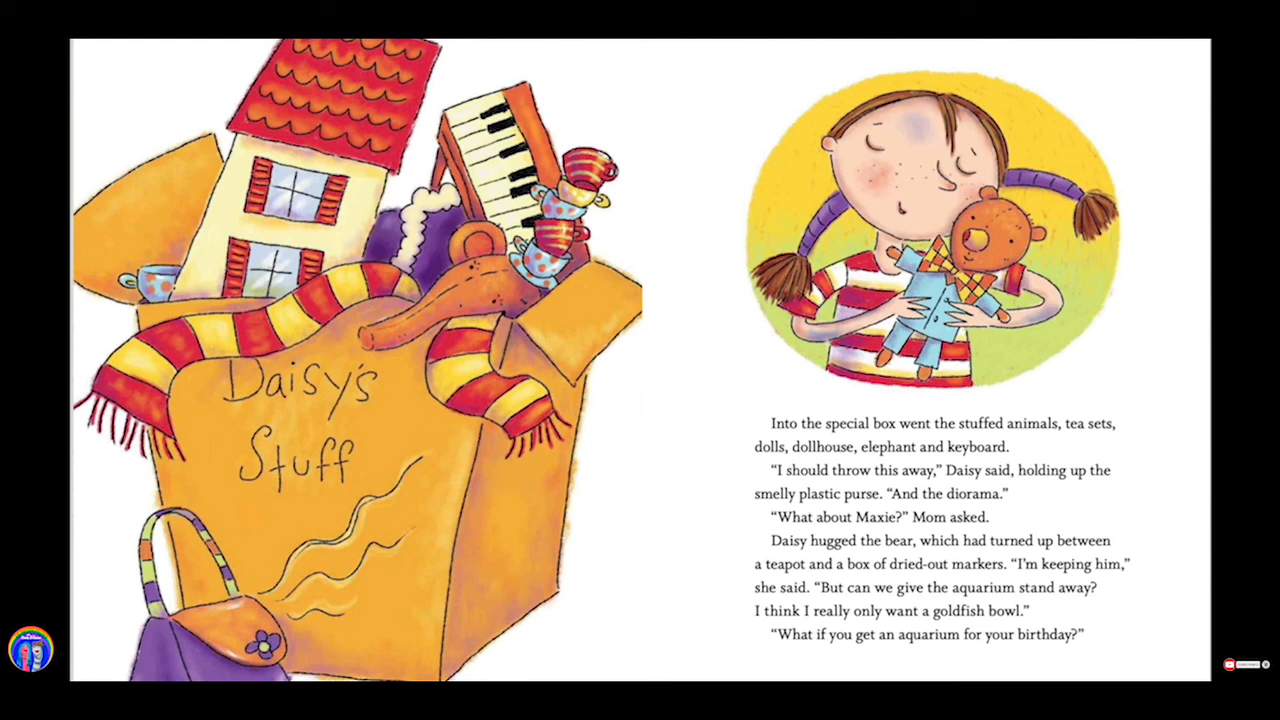 Daisy's
Stuff
Into the special box went the stuffed animals, tea sets,
dolls, dollhouse, elephant and keyboard.
“I should throw this away,” Daisy said, holding up the
smelly plastic purse. “And the diorama.”
“What about Maxie?” Mom asked.
Daisy hugged the bear, which had turned up between
a teapot and a box of dried-out markers. “I’m keeping him,”
she said. “But can we give the aquarium stand away?
I think I really only want a goldfish bowl.”
“What if you get an aquarium for your birthday?”